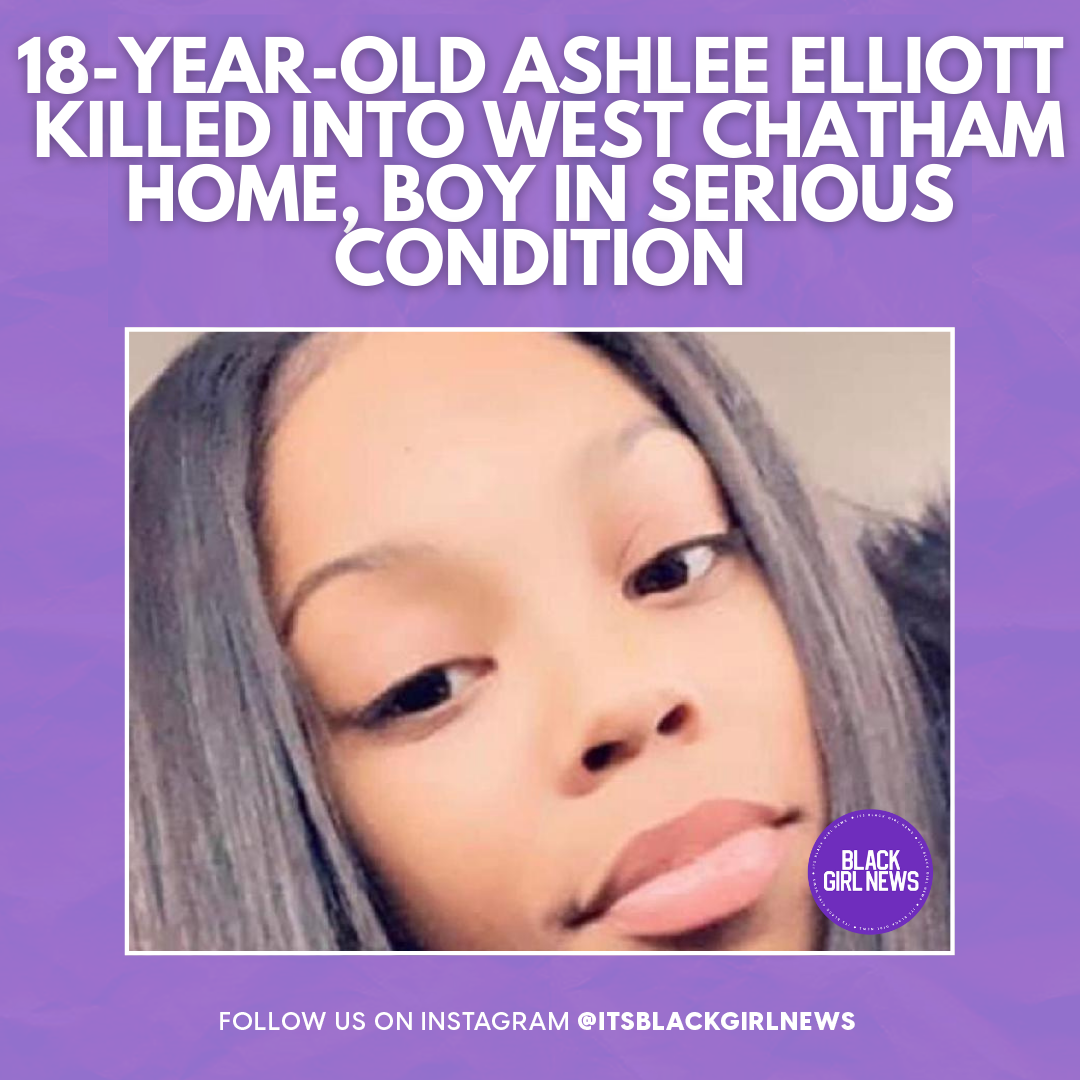 18-YEAR-OLD ASHLEE ELLIOTT
KILLED INTO WEST CHATHAM
HOME, BOY IN SERIOUS
CONDITION
BLACK
GIRL NEWS
FOLLOW US ON INSTAGRAM @ITSBLACKGIRLNEWS